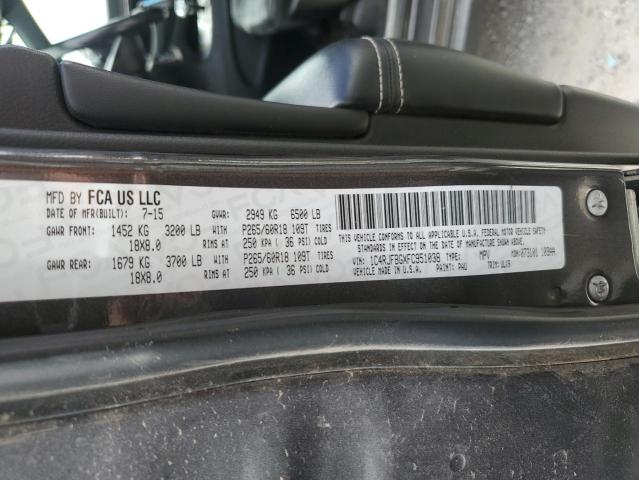 MFD BY FCA US LLC
DATE OF MFR(BUILT): 7-15 GVWR: 2949 KG 6500 LB
GAWR FRONT: 1452 KG 3200 LB WITH P265/60R18 109T TIRES
18X8.0 RIMS AT 250 KPA ( 36 PSI) COLD
GAWR REAR: 1679 KG 3700 LB WITH P265/60R18 109T TIRES
18X8.0 RIMS AT 250 KPA ( 36 PSI) COLD
THIS VEHICLE CONFORMS TO ALL APPLICABLE U.S.A. FEDERAL MOTOR VEHICLE SAFETY
STANDARDS IN EFFECT ON THE DATE OF MANUFACTURE SHOWN ABOVE.
VIN: 1C4RJFBGXFC951038 TYPE: MPV MDH:073101
VEHICLE MADE IN U.S.A. PAINT: PAU TRIM: